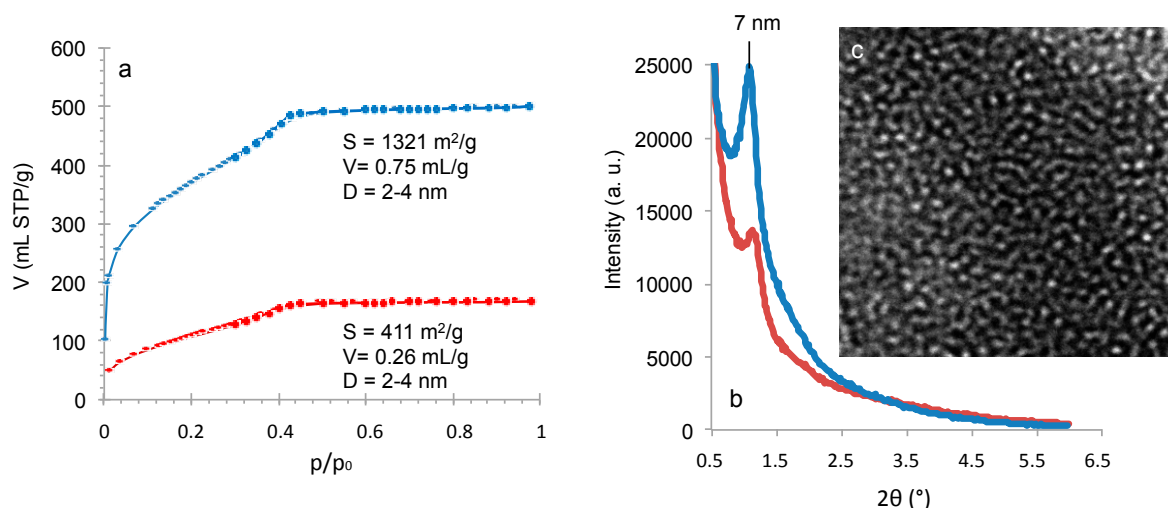 a
V (mL STP/g)
600
500
400
300
200
100
0
S = 1321 m²/g
V= 0.75 mL/g
D = 2-4 nm
S = 411 m²/g
V= 0.26 mL/g
D = 2-4 nm
0 0.2 0.4 0.6 0.8 1
p/p₀
7 nm
c
Intensity (a. u.)
25000
20000
15000
10000
5000
0
b
0.5 1.5 2.5 3.5 4.5 5.5 6.5
2θ (°)